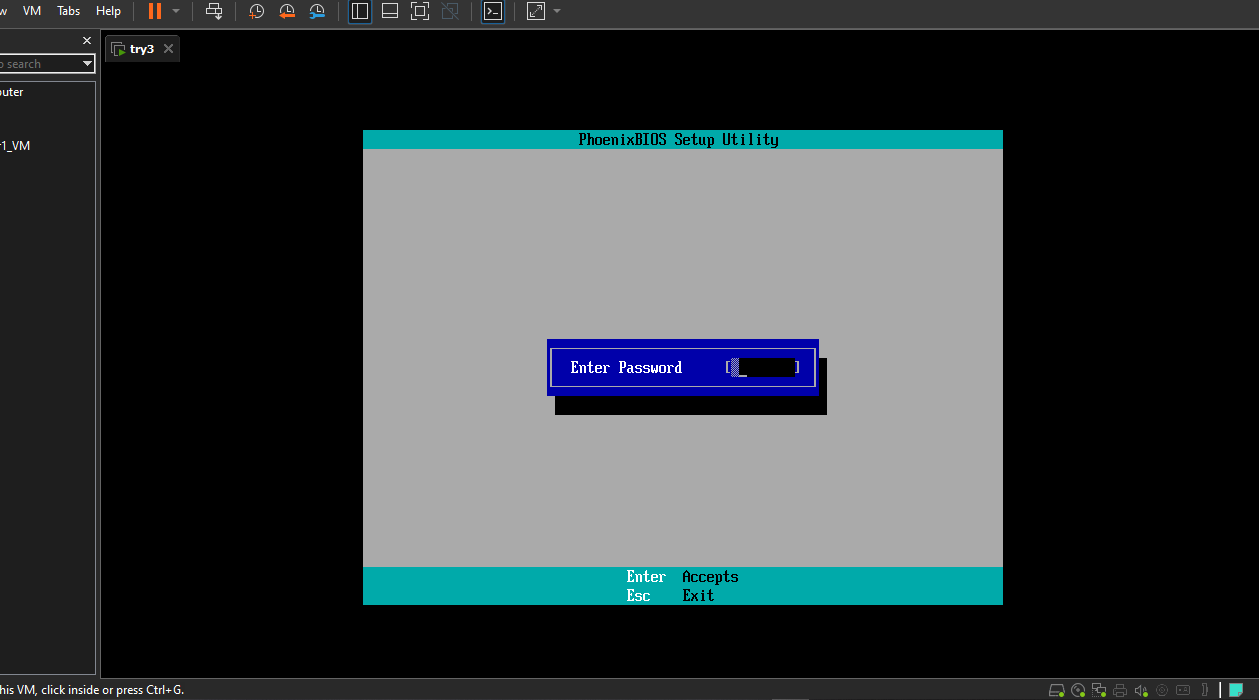 w VM Tabs Help
o search
try3
outer
r1_VM
PhoenixBIOS Setup Utility
Enter Password [ ]
Enter Accepts
Esc Exit
his VM, click inside or press Ctrl+G.